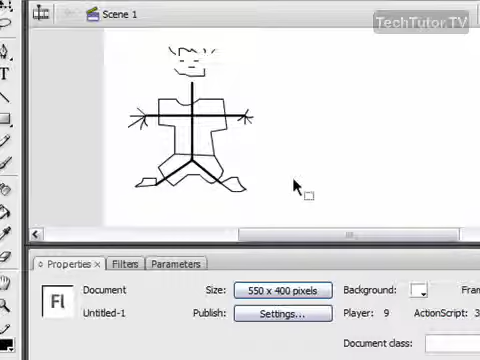 Scene 1
TechTutor.TV
T
Properties × Filters Parameters
Fl
Document
Untitled-1
Size:
550 x 400 pixels
Background:
Publish:
Settings...
Player: 9
ActionScript: 3
Document class: